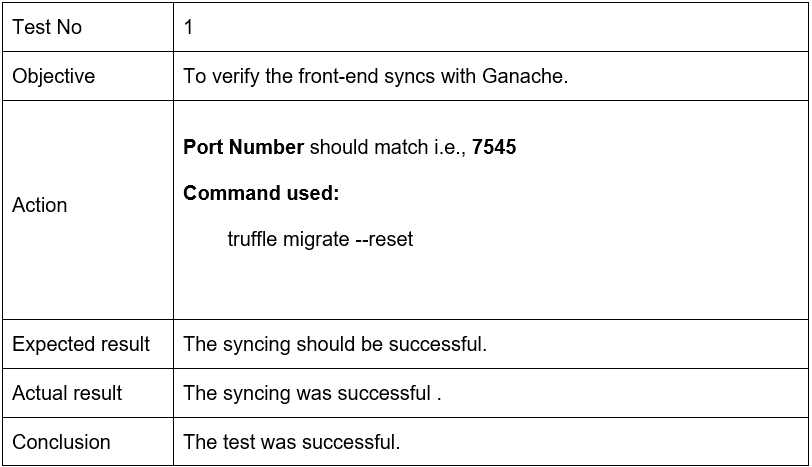 Test No 1
Objective To verify the front-end syncs with Ganache.
Action
Port Number should match i.e., 7545
Command used:
truffle migrate --reset
Expected result The syncing should be successful.
Actual result The syncing was successful .
Conclusion The test was successful.